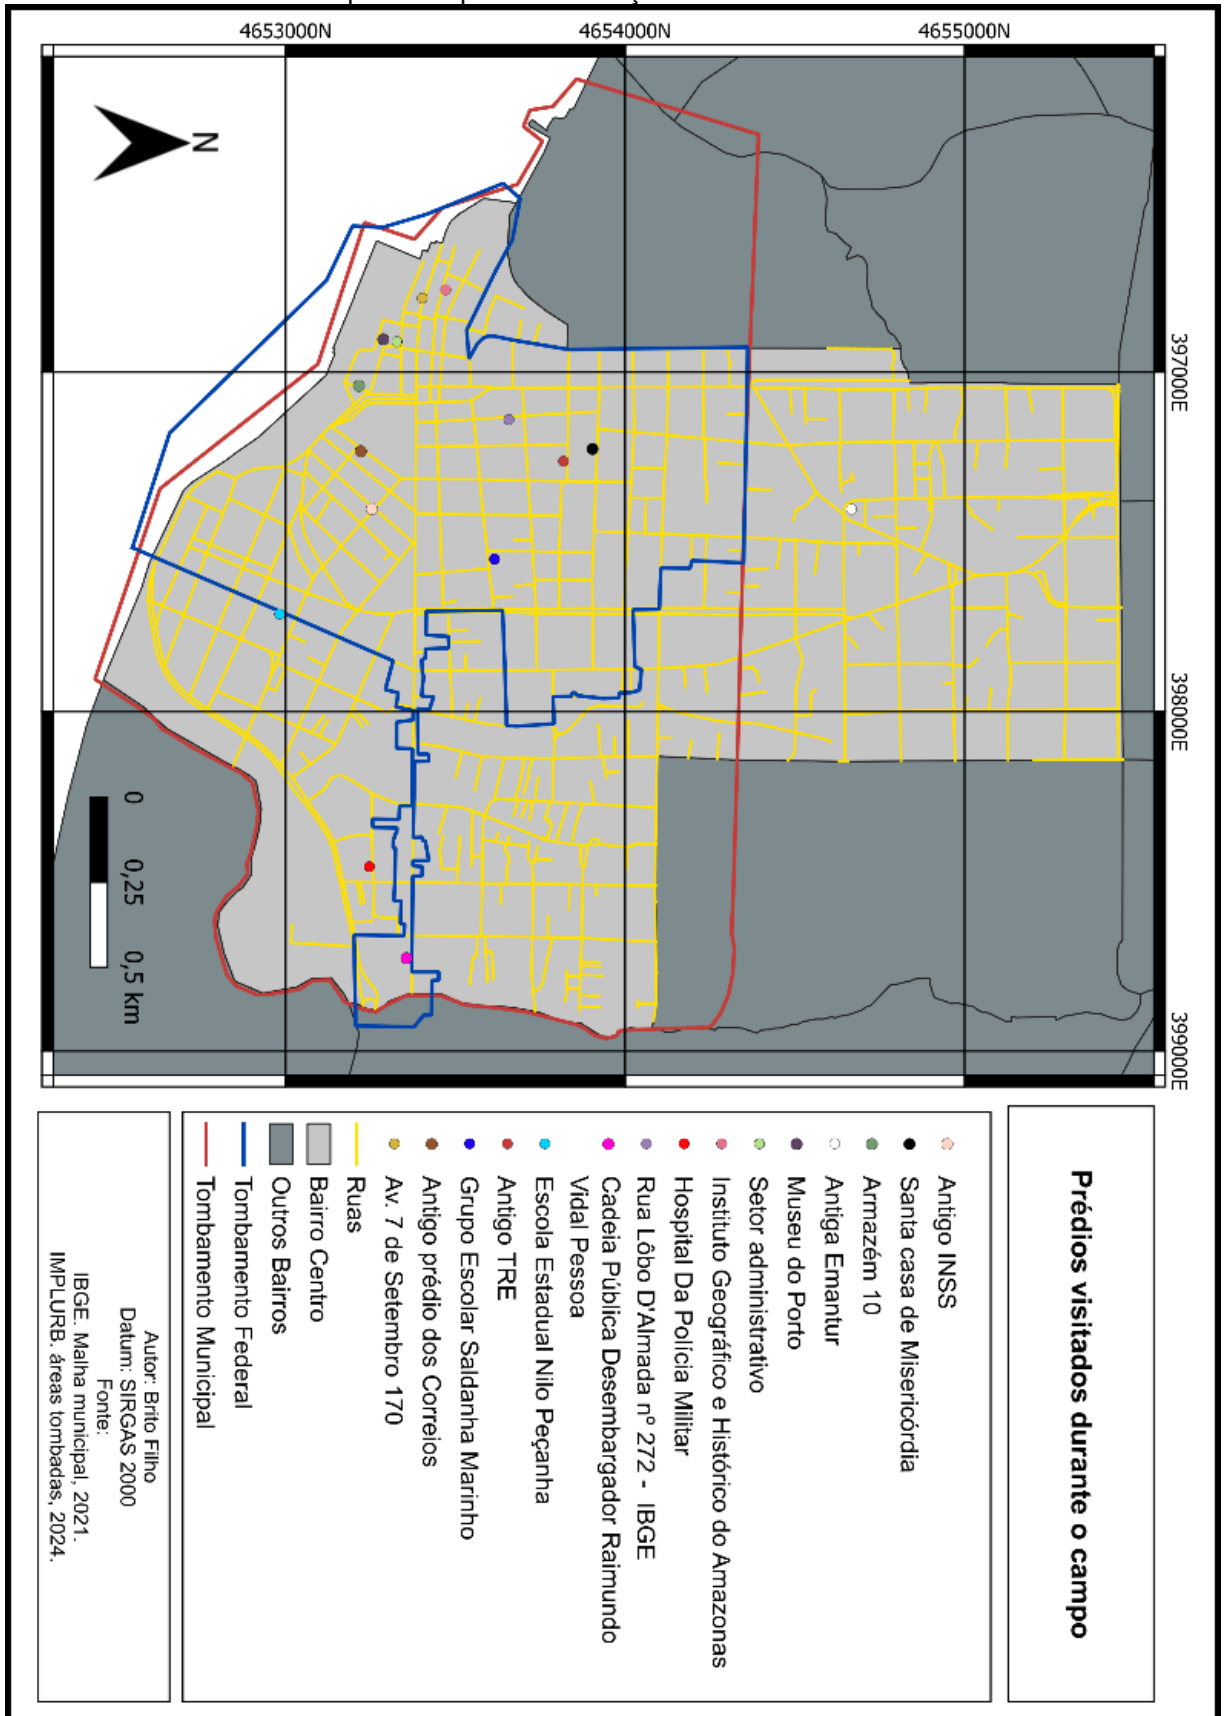 4653000N
4654000N
4655000N
397000E
398000E
399000E
N
0
0,25
0,5 km
Prédios visitados durante o campo
Antigo INSS
Santa casa de Misericórdia
Armazém 10
Antiga Emantur
Museu do Porto
Setor administrativo
Instituto Geográfico e Histórico do Amazonas
Hospital Da Polícia Militar
Rua Lôbo D'Almada nº 272 - IBGE
Cadeia Pública Desembargador Raimundo
Vidal Pessoa
Escola Estadual Nilo Peçanha
Antigo TRE
Grupo Escolar Saldanha Marinho
Antigo prédio dos Correios
Av. 7 de Setembro 170
Ruas
Bairro Centro
Outros Bairros
Tombamento Federal
Tombamento Municipal
Autor: Brito Filho
Datum: SIRGAS 2000
Fonte:
IBGE. Malha municipal, 2021.
IMPLURB. áreas tombadas, 2024.